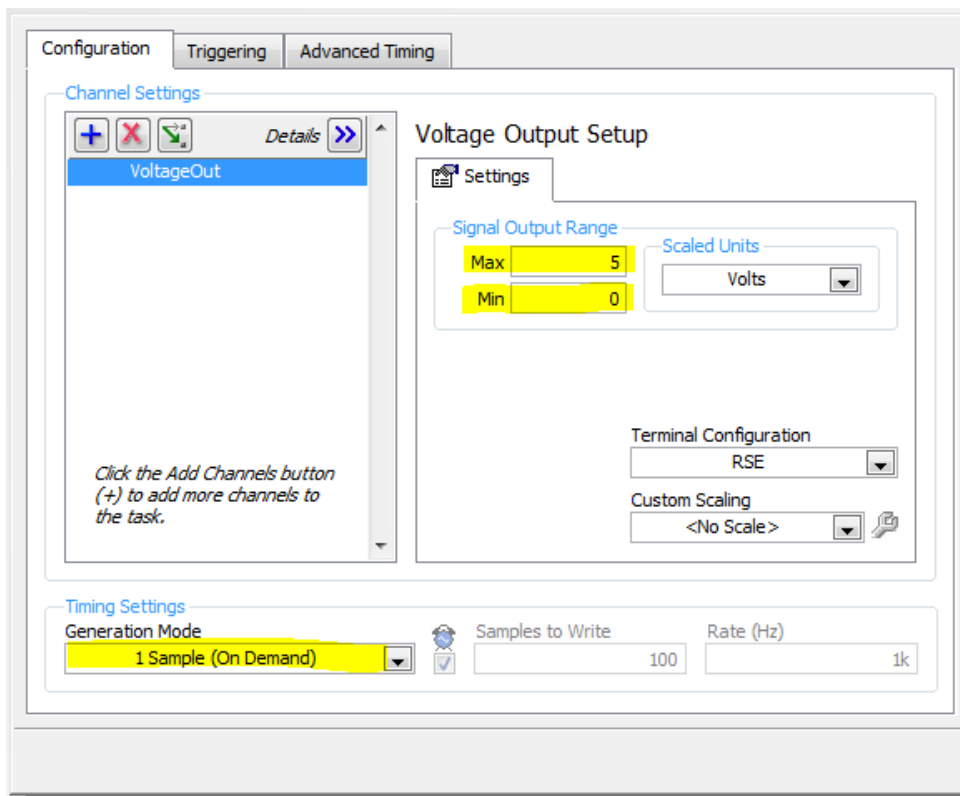 Configuration
Triggering
Advanced Timing
Channel Settings
Details
VoltageOut
Click the Add Channels button
(+) to add more channels to
the task.
Voltage Output Setup
Settings
Signal Output Range
Max 5
Min 0
Scaled Units
Volts
Terminal Configuration
RSE
Custom Scaling
<No Scale>
Timing Settings
Generation Mode
1 Sample (On Demand)
Samples to Write
100
Rate (Hz)
1k